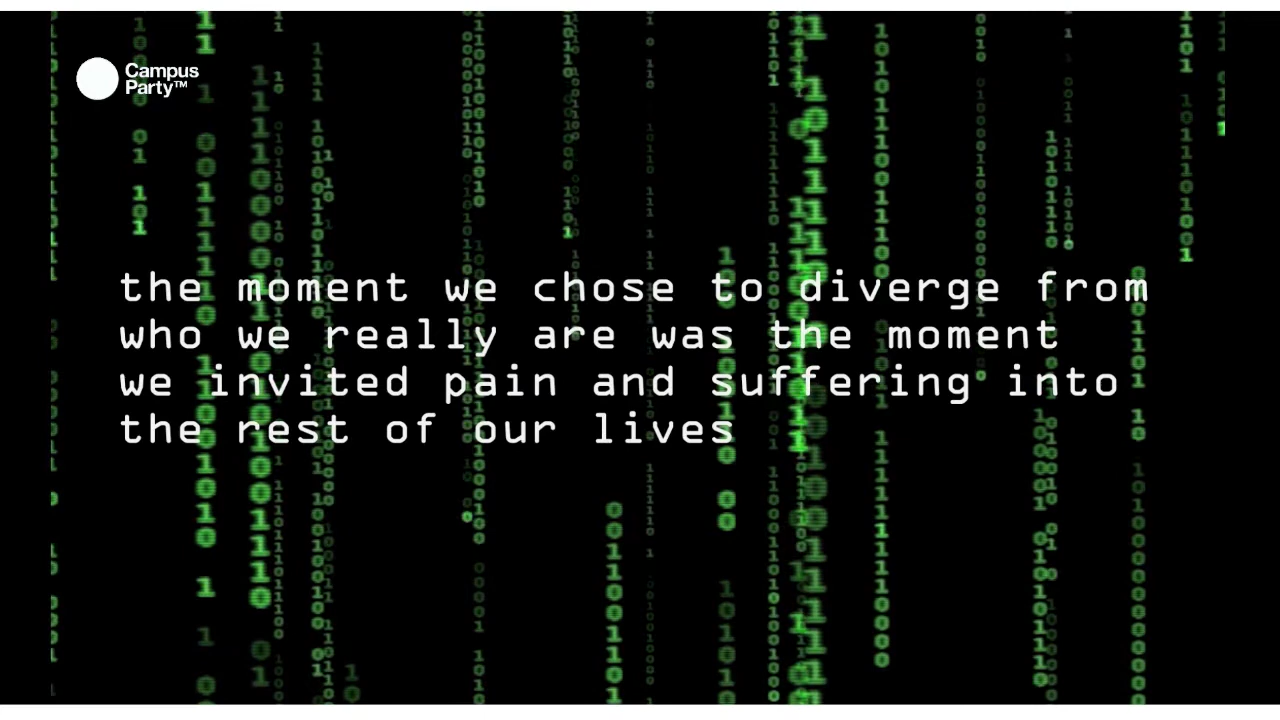 Campus
Party™
the moment we chose to diverge from
who we really are was the moment
we invited pain and suffering into
the rest of our lives